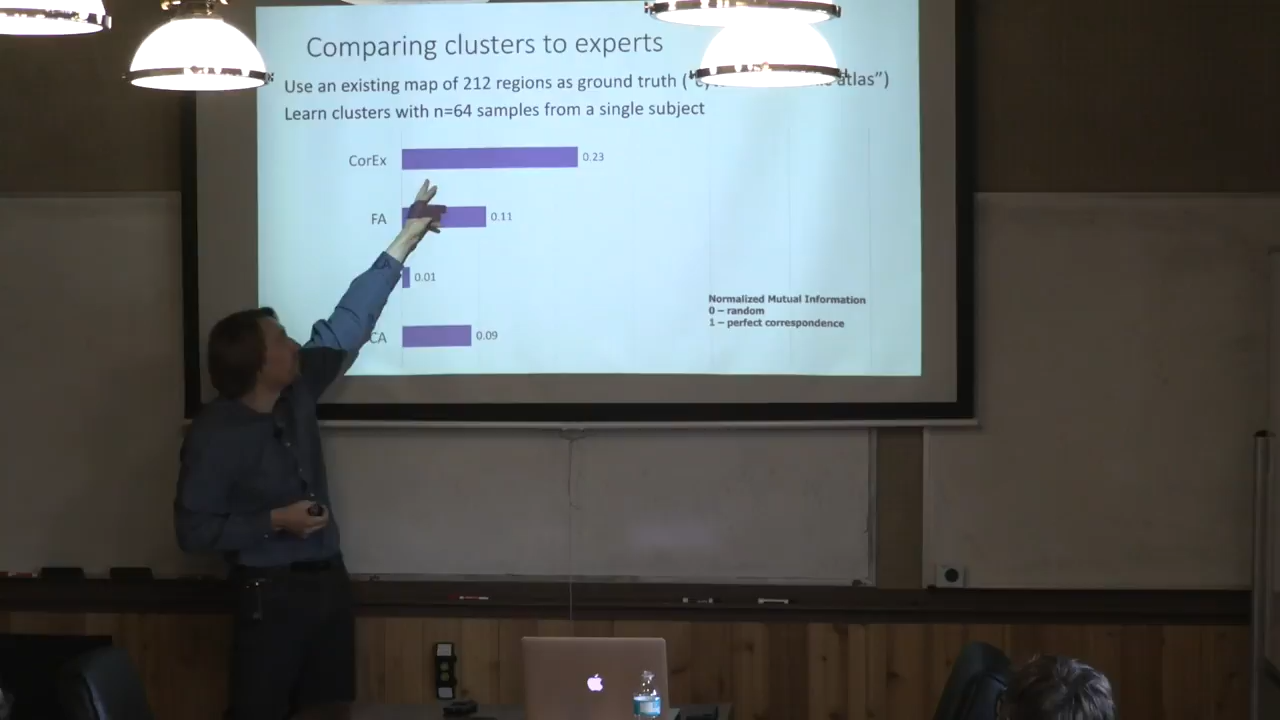 Comparing clusters to experts
Use an existing map of 212 regions as ground truth (" atlas")
Learn clusters with n=64 samples from a single subject
CorEx 0.23
FA 0.11
0.01
CA 0.09
Normalized Mutual Information
0 – random
1 – perfect correspondence